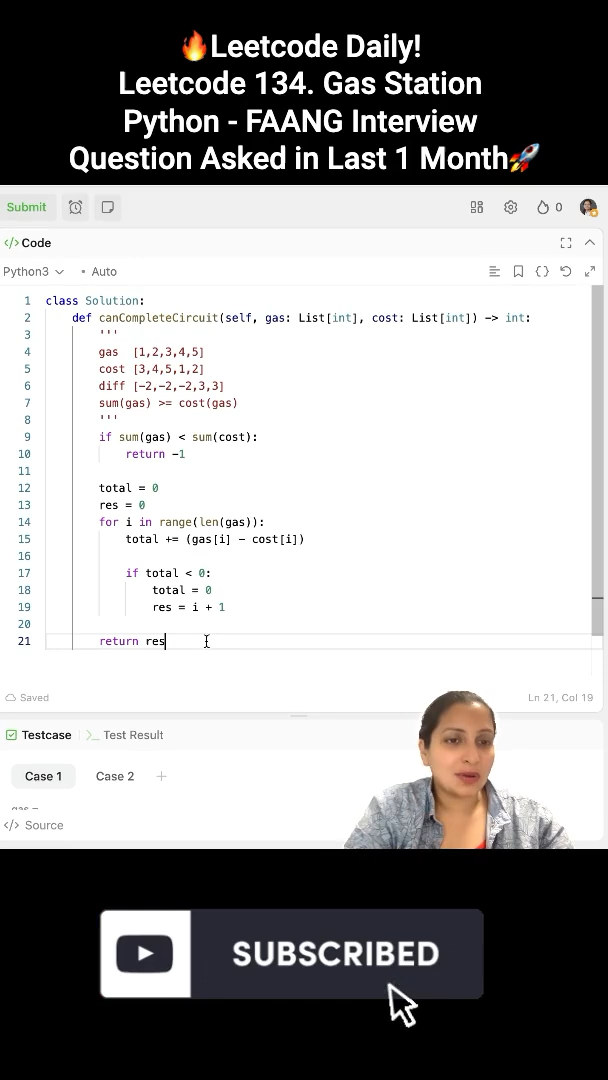 🔥Leetcode Daily!
Leetcode 134. Gas Station
Python - FAANG Interview
Question Asked in Last 1 Month🚀
Submit 0
</> Code
Python3 • Auto
1 class Solution:
2 def canCompleteCircuit(self, gas: List[int], cost: List[int]) -> int:
3 '''
4 gas [1,2,3,4,5]
5 cost [3,4,5,1,2]
6 diff [-2,-2,-2,3,3]
7 sum(gas) >= cost(gas)
8 '''
9 if sum(gas) < sum(cost):
10 return -1
11
12 total = 0
13 res = 0
14 for i in range(len(gas)):
15 total += (gas[i] - cost[i])
16
17 if total < 0:
18 total = 0
19 res = i + 1
20
21 return res
Saved Ln 21, Col 19
Testcase >_ Test Result
Case 1 Case 2 +
</> Source
SUBSCRIBED